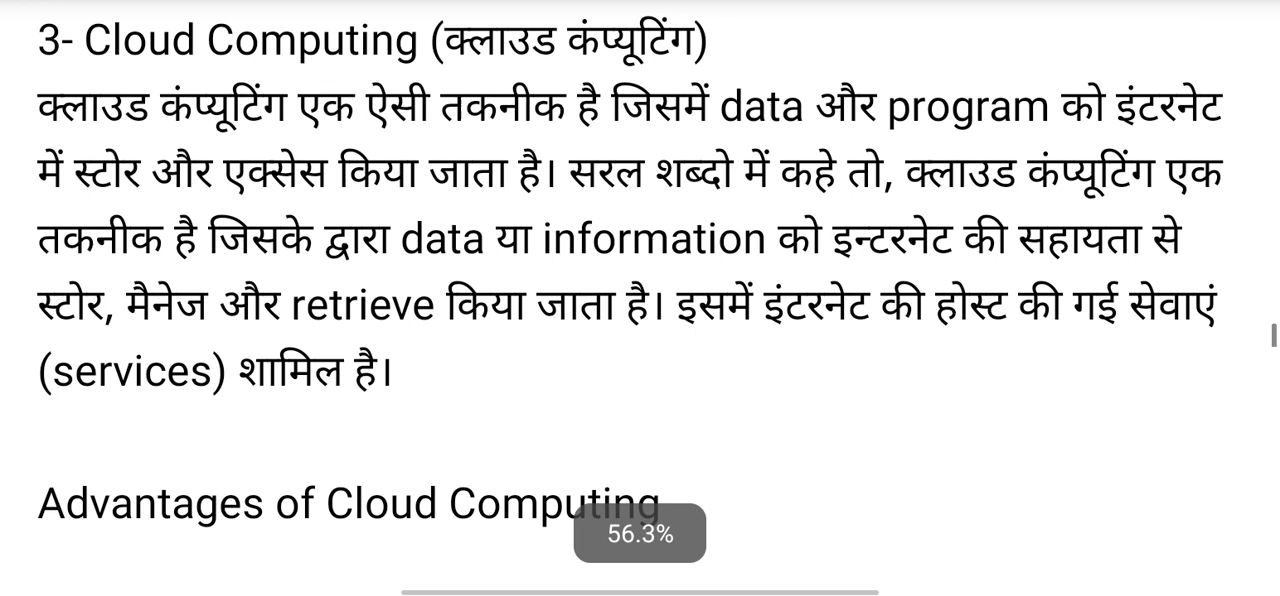 3- Cloud Computing (क्लाउड कंप्यूटिंग)
क्लाउड कंप्यूटिंग एक ऐसी तकनीक है जिसमें data और program को इंटरनेट
में स्टोर और एक्सेस किया जाता है। सरल शब्दो में कहे तो, क्लाउड कंप्यूटिंग एक
तकनीक है जिसके द्वारा data या information को इन्टरनेट की सहायता से
स्टोर, मैनेज और retrieve किया जाता है। इसमें इंटरनेट की होस्ट की गई सेवाएं
(services) शामिल है।
Advantages of Cloud Computing
56.3%